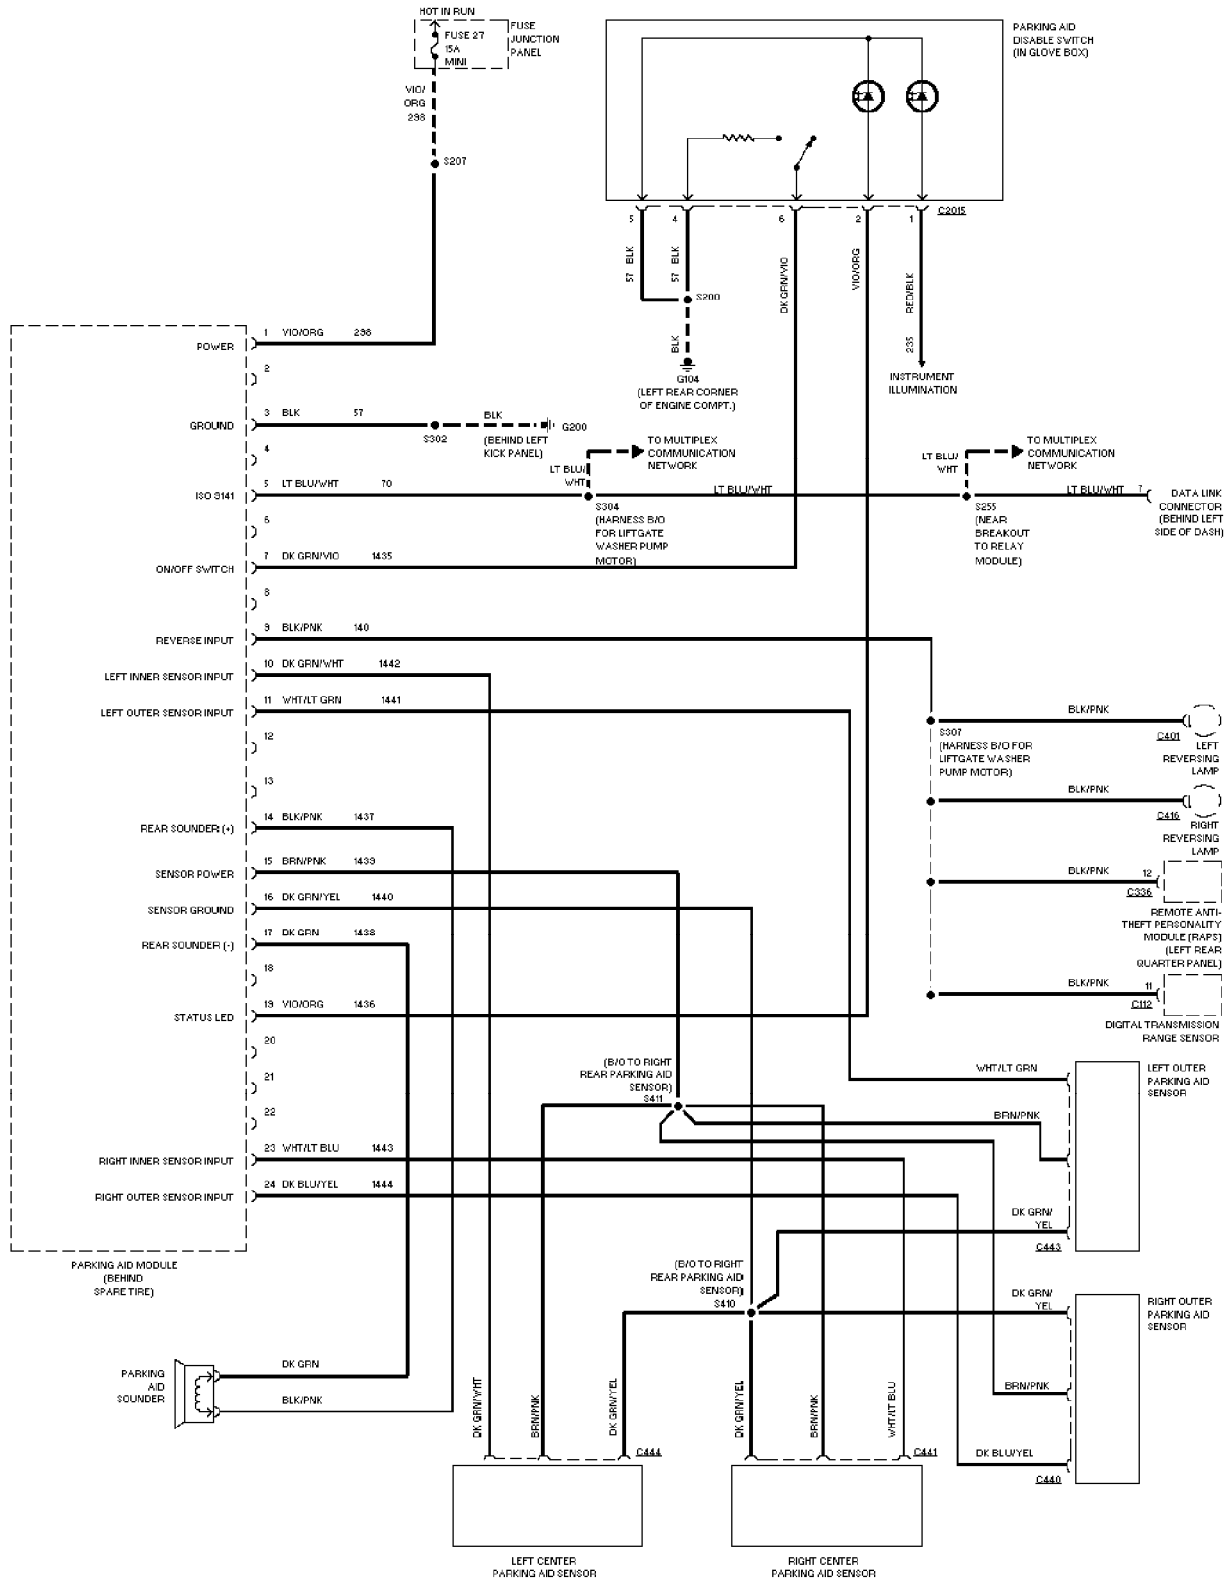 HOT IN RUN
FUSE 27
15A
MINI
FUSE
JUNCTION
PANEL
VIO/
ORG
298
S207
PARKING AID
DISABLE SWITCH
(IN GLOVE BOX)
5
4
6
2
1
C2015
57 BLK
57 BLK
DK GRN/VIO
VIO/ORG
RED/BLK
235
S200
BLK
G104
(LEFT REAR CORNER
OF ENGINE COMPT.)
INSTRUMENT
ILLUMINATION
POWER
1 VIO/ORG 298
2
GROUND
3 BLK 57
S302
BLK
(BEHIND LEFT
KICK PANEL)
G200
4
ISO 9141
5 LT BLU/WHT 70
LT BLU/
WHT
TO MULTIPLEX
COMMUNICATION
NETWORK
S304
(HARNESS B/O
FOR LIFTGATE
WASHER PUMP
MOTOR)
LT BLU/WHT
LT BLU/
WHT
TO MULTIPLEX
COMMUNICATION
NETWORK
S255
(NEAR
BREAKOUT
TO RELAY
MODULE)
LT BLU/WHT 7
DATA LINK
CONNECTOR
(BEHIND LEFT
SIDE OF DASH)
6
ON/OFF SWITCH
7 DK GRN/VIO 1435
8
REVERSE INPUT
9 BLK/PNK 140
LEFT INNER SENSOR INPUT
10 DK GRN/WHT 1442
LEFT OUTER SENSOR INPUT
11 WHT/LT GRN 1441
12
13
REAR SOUNDER (+)
14 BLK/PNK 1437
SENSOR POWER
15 BRN/PNK 1439
SENSOR GROUND
16 DK GRN/YEL 1440
REAR SOUNDER (-)
17 DK GRN 1438
18
STATUS LED
19 VIO/ORG 1436
20
21
22
RIGHT INNER SENSOR INPUT
23 WHT/LT BLU 1443
RIGHT OUTER SENSOR INPUT
24 DK BLU/YEL 1444
PARKING AID MODULE
(BEHIND
SPARE TIRE)
S307
(HARNESS B/O FOR
LIFTGATE WASHER
PUMP MOTOR)
BLK/PNK
C401
LEFT
REVERSING
LAMP
BLK/PNK
C416
RIGHT
REVERSING
LAMP
BLK/PNK 12
C336
REMOTE ANTI-
THEFT PERSONALITY
MODULE (RAPS)
(LEFT REAR
QUARTER PANEL)
BLK/PNK 11
C112
DIGITAL TRANSMISSION
RANGE SENSOR
(B/O TO RIGHT
REAR PARKING AID
SENSOR)
S411
WHT/LT GRN
BRN/PNK
DK GRN/
YEL
C443
LEFT OUTER
PARKING AID
SENSOR
(B/O TO RIGHT
REAR PARKING AID
SENSOR)
S410
DK GRN/
YEL
BRN/PNK
DK BLU/YEL
C440
RIGHT OUTER
PARKING AID
SENSOR
PARKING
AID
SOUNDER
DK GRN
BLK/PNK
DK GRN/WHT
BRN/PNK
DK GRN/YEL
C444
DK GRN/YEL
BRN/PNK
WHT/LT BLU
C441
LEFT CENTER
PARKING AID SENSOR
RIGHT CENTER
PARKING AID SENSOR